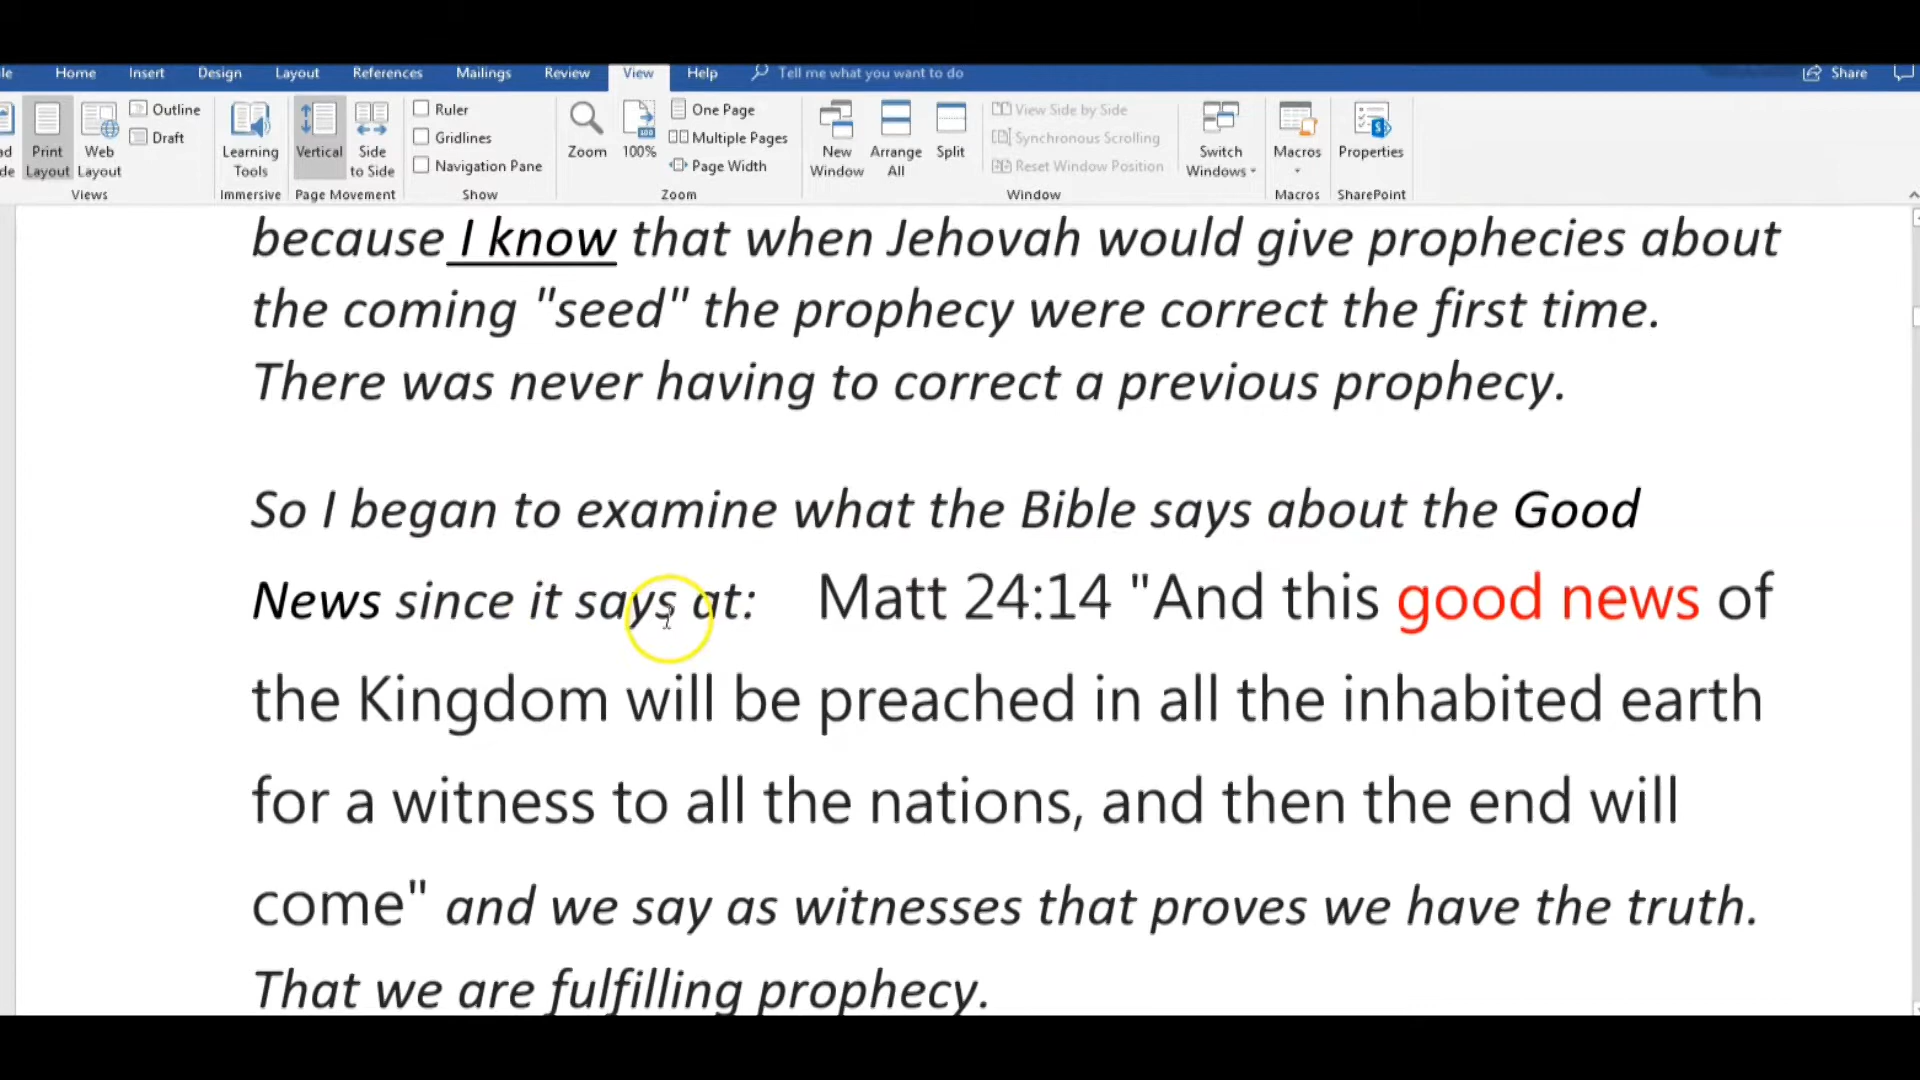 Home Insert Design Layout References Mailings Review View Help Tell me what you want to do Share
Print Layout
Web Layout
Outline
Draft
Views
Learning Tools
Immersive
Vertical
Side to Side
Page Movement
Ruler
Gridlines
Navigation Pane
Show
Zoom
100%
One Page
Multiple Pages
Page Width
Zoom
New Window
Arrange All
Split
View Side by Side
Synchronous Scrolling
Reset Window Position
Window
Switch Windows
Macros
Macros
Properties
SharePoint
because I know that when Jehovah would give prophecies about
the coming "seed" the prophecy were correct the first time.
There was never having to correct a previous prophecy.
So I began to examine what the Bible says about the Good
News since it says at: Matt 24:14 "And this good news of
the Kingdom will be preached in all the inhabited earth
for a witness to all the nations, and then the end will
come" and we say as witnesses that proves we have the truth.
That we are fulfilling prophecy.